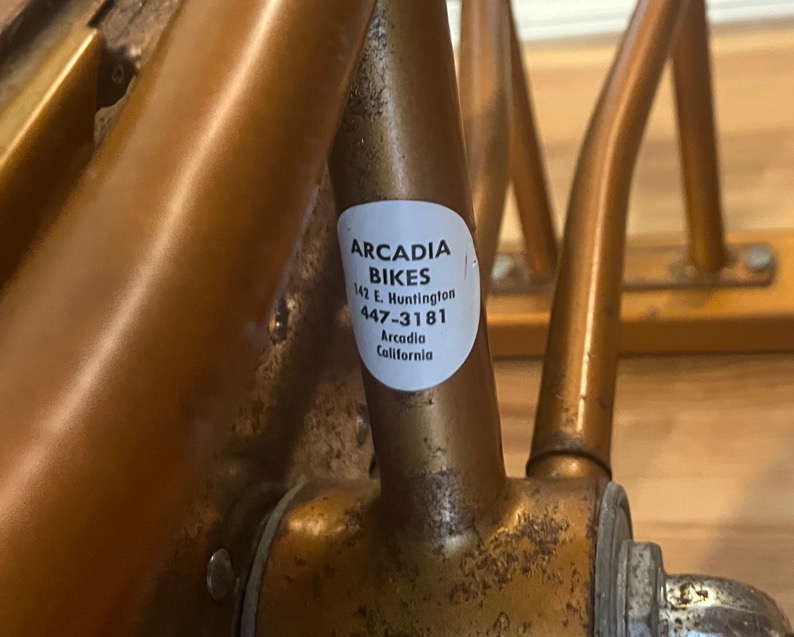 ARCADIA
BIKES
142 E. Huntington
447-3181
Arcadia
California